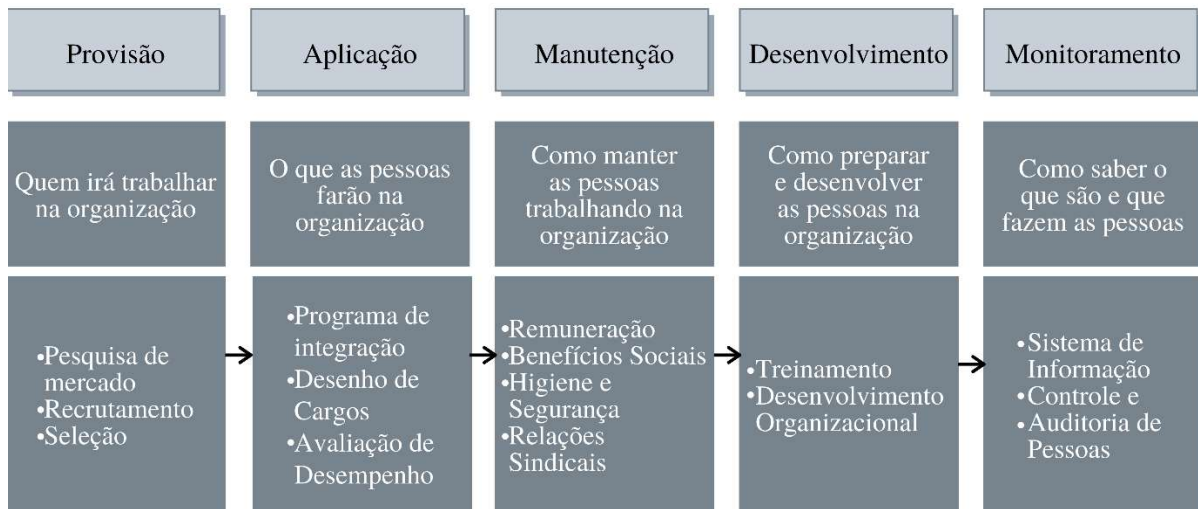 Provisão
Aplicação
Manutenção
Desenvolvimento
Monitoramento
Quem irá trabalhar
na organização
O que as pessoas
farão na
organização
Como manter
as pessoas
trabalhando na
organização
Como preparar
e desenvolver
as pessoas na
organização
Como saber o
que são e que
fazem as pessoas
•Pesquisa de
mercado
•Recrutamento
•Seleção
•Programa de
integração
•Desenho de
Cargos
•Avaliação de
Desempenho
•Remuneração
•Benefícios Sociais
•Higiene e
Segurança
•Relações
Sindicais
•Treinamento
•Desenvolvimento
Organizacional
•Sistema de
Informação
•Controle e
•Auditoria de
Pessoas